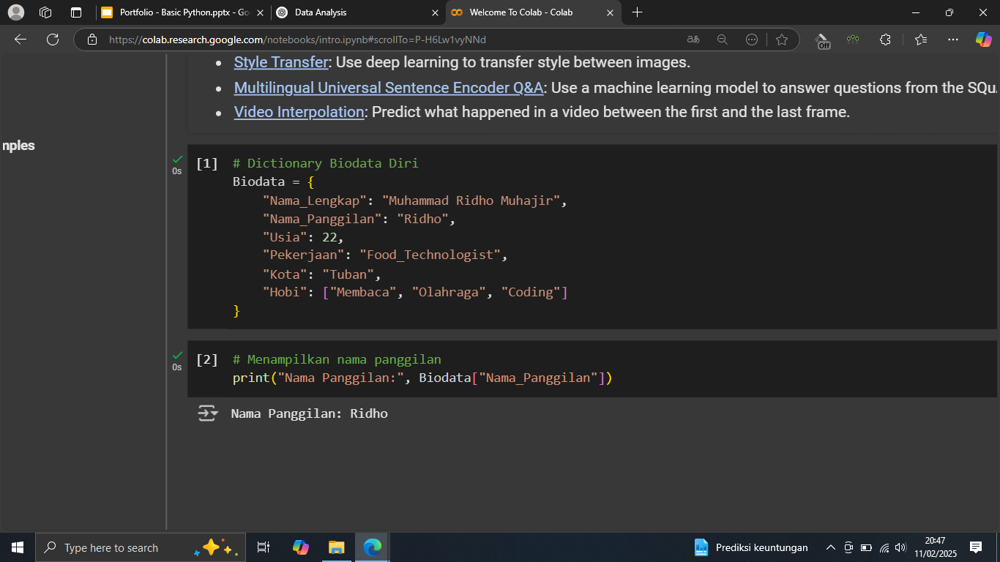 Portfolio - Basic Python.pptx - Go
Data Analysis
Welcome To Colab - Colab
https://colab.research.google.com/notebooks/intro.ipynb#scrollTo=P-H6Lw1vyNNd
Off
Style Transfer: Use deep learning to transfer style between images.
Multilingual Universal Sentence Encoder Q&A: Use a machine learning model to answer questions from the SQu
Video Interpolation: Predict what happened in a video between the first and the last frame.
mples
0s
[1] # Dictionary Biodata Diri
Biodata = {
"Nama_Lengkap": "Muhammad Ridho Muhajir",
"Nama_Panggilan": "Ridho",
"Usia": 22,
"Pekerjaan": "Food_Technologist",
"Kota": "Tuban",
"Hobi": ["Membaca", "Olahraga", "Coding"]
}
0s
[2] # Menampilkan nama panggilan
print("Nama Panggilan:", Biodata["Nama_Panggilan"])
Nama Panggilan: Ridho
Type here to search
Prediksi keuntungan
20:47
11/02/2025